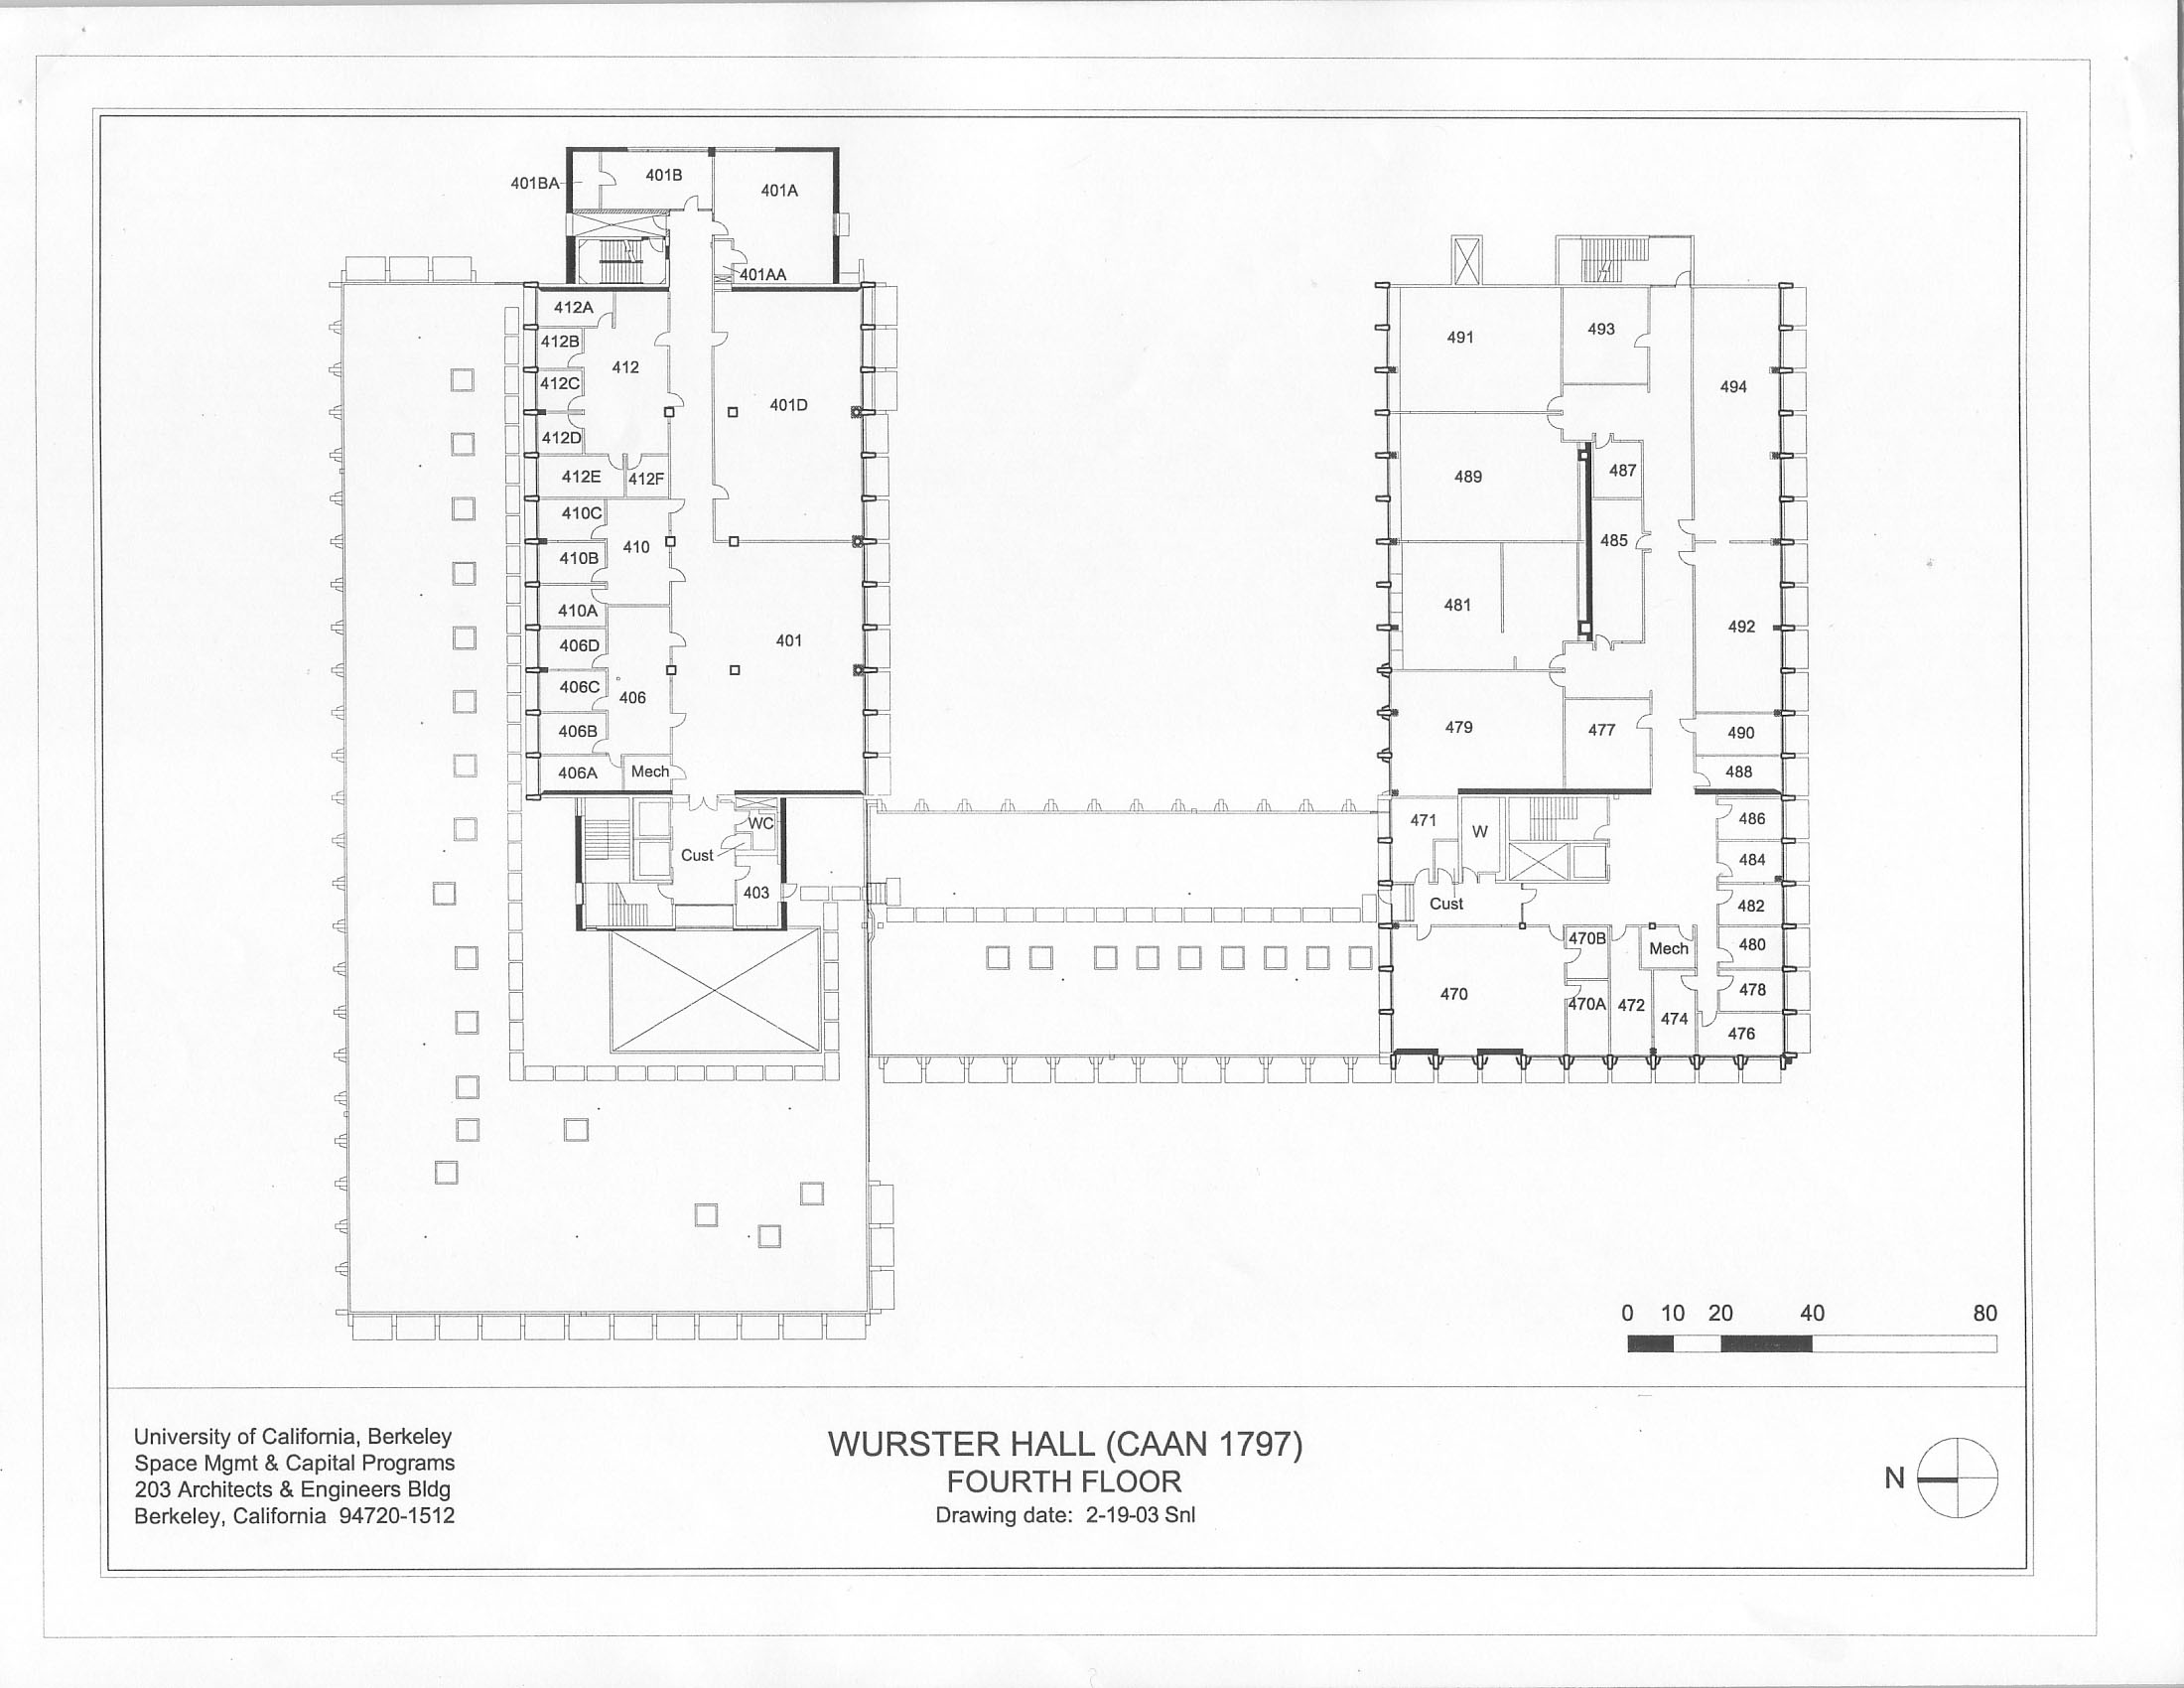 401BA
401B
401A
401AA
412A
412B
412
412C
401D
412D
412E
412F
410C
410
410B
410A
401
406D
406C
406
406B
406A
Mech
WC
Cust
403
491
493
494
489
487
485
481
492
479
477
490
488
471
W
486
484
Cust
482
470B
Mech
480
470
470A
472
474
478
476
0 10 20 40 80
University of California, Berkeley
Space Mgmt & Capital Programs
203 Architects & Engineers Bldg
Berkeley, California 94720-1512
WURSTER HALL (CAAN 1797)
FOURTH FLOOR
Drawing date: 2-19-03 Snl
N